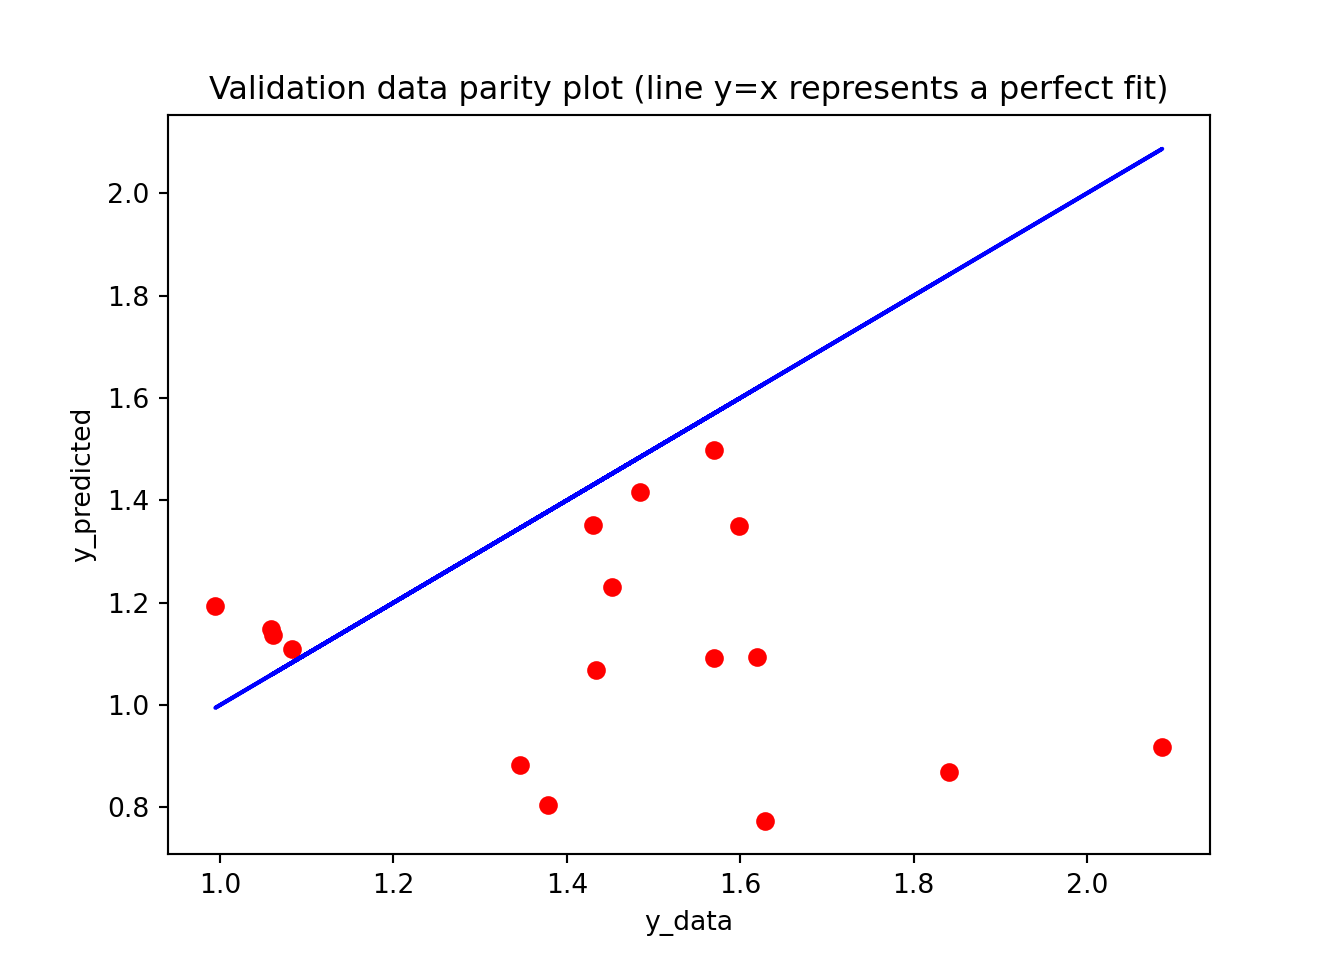 Validation data parity plot (line y=x represents a perfect fit)
2.0
1.8
1.6
1.4
1.2
1.0
0.8
y_predicted
1.0 1.2 1.4 1.6 1.8 2.0
y_data